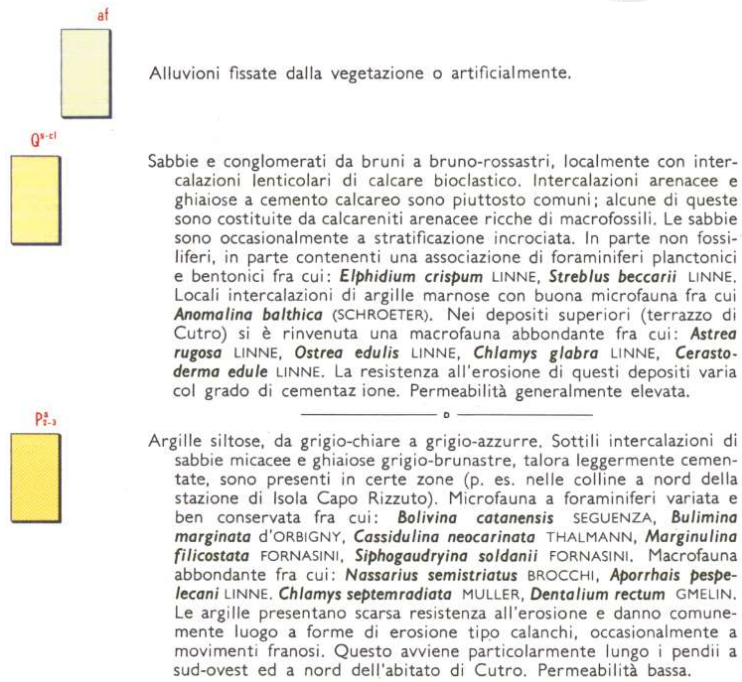 af
Alluvioni fissate dalla vegetazione o artificialmente.
Qˢ⁻ᶜˡ
Sabbie e conglomerati da bruni a bruno-rossastri, localmente con inter-
calazioni lenticolari di calcare bioclastico. Intercalazioni arenacee e
ghiaiose a cemento calcareo sono piuttosto comuni; alcune di queste
sono costituite da calcareniti arenacee ricche di macrofossili. Le sabbie
sono occasionalmente a stratificazione incrociata. In parte non fossi-
liferi, in parte contenenti una associazione di foraminiferi planctonici
e bentonici fra cui: Elphidium crispum LINNE, Streblus beccarii LINNE.
Locali intercalazioni di argille marnose con buona microfauna fra cui
Anomalina balthica (SCHROETER). Nei depositi superiori (terrazzo di
Cutro) si è rinvenuta una macrofauna abbondante fra cui: Astrea
rugosa LINNE, Ostrea edulis LINNE, Chlamys glabra LINNE, Cerasto-
derma edule LINNE. La resistenza all'erosione di questi depositi varia
col grado di cementaz ione. Permeabilità generalmente elevata.
D
Pᵃ₂₋₃
Argille siltose, da grigio-chiare a grigio-azzurre. Sottili intercalazioni di
sabbie micacee e ghiaiose grigio-brunastre, talora leggermente cemen-
tate, sono presenti in certe zone (p. es. nelle colline a nord della
stazione di Isola Capo Rizzuto). Microfauna a foraminiferi variata e
ben conservata fra cui: Bolivina catanensis SEGUENZA, Bulimina
marginata d'ORBIGNY, Cassidulina neocarinata THALMANN, Marginulina
filicostata FORNASINI, Siphogaudryina soldanii FORNASINI. Macrofauna
abbondante fra cui: Nassarius semistriatus BROCCHI, Aporrhais pespe-
lecani LINNE. Chlamys septemradiata MULLER, Dentalium rectum GMELIN.
Le argille presentano scarsa resistenza all'erosione e danno comune-
mente luogo a forme di erosione tipo calanchi, occasionalmente a
movimenti franosi. Questo avviene particolarmente lungo i pendii a
sud-ovest ed a nord dell'abitato di Cutro. Permeabilità bassa.